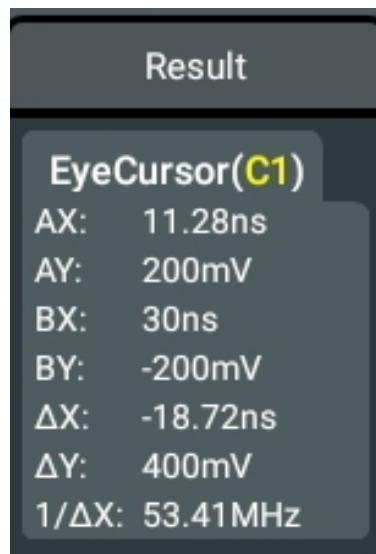 Result
EyeCursor(C1)
AX: 11.28ns
AY: 200mV
BX: 30ns
BY: -200mV
ΔX: -18.72ns
ΔY: 400mV
1/ΔX: 53.41MHz